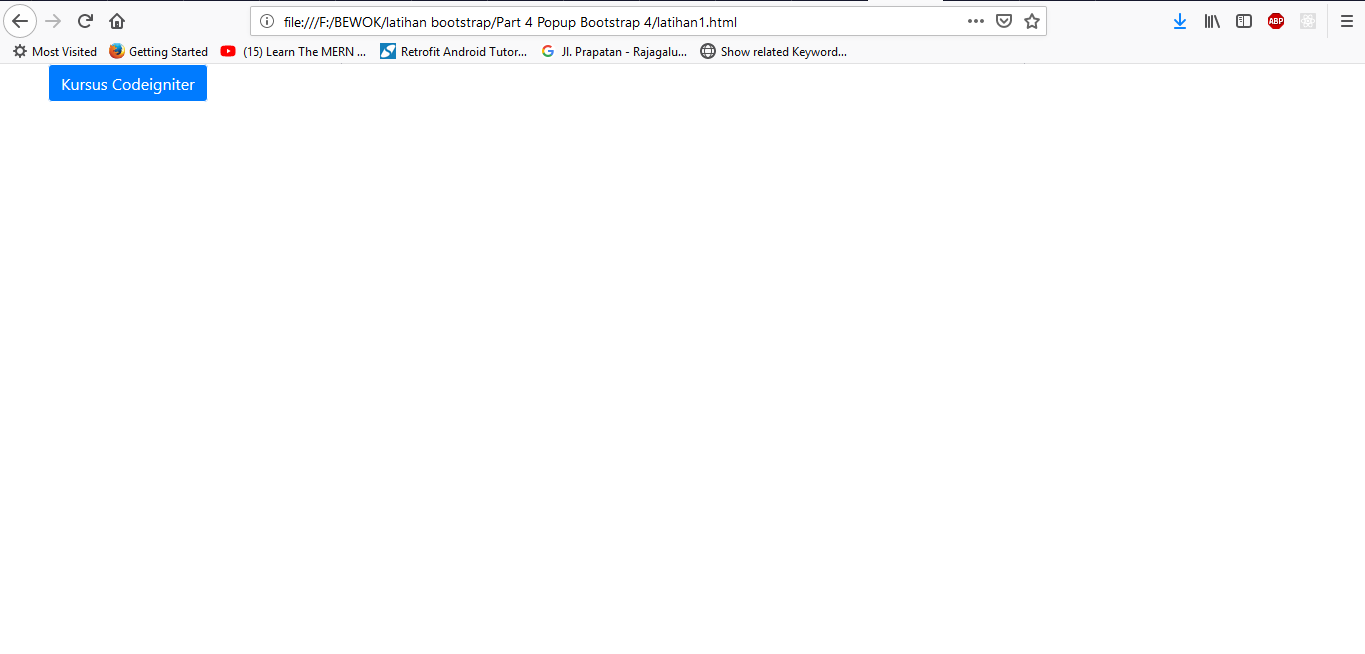 file:///F:/BEWOK/latihan bootstrap/Part 4 Popup Bootstrap 4/latihan1.html
ABP
Most Visited Getting Started (15) Learn The MERN ... Retrofit Android Tutor... Jl. Prapatan - Rajagalu... Show related Keyword...
Kursus Codeigniter